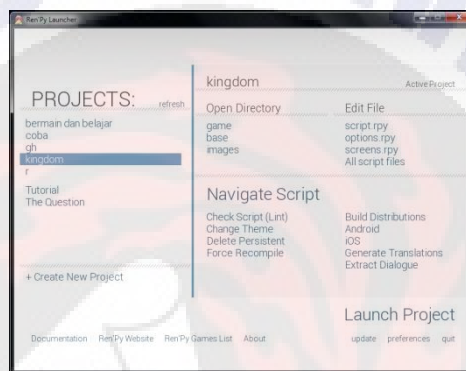 Ren'Py Launcher
PROJECTS:
refresh
bermain dan belajar
coba
gh
kingdom
r
Tutorial
The Question
+ Create New Project
kingdom
Active Project
Open Directory
game
base
images
Edit File
script.rpy
options.rpy
screens.rpy
All script files
Navigate Script
Check Script (Lint)
Change Theme
Delete Persistent
Force Recompile
Build Distributions
Android
iOS
Generate Translations
Extract Dialogue
Launch Project
Documentation Ren'Py Website Ren'Py Games List About
update preferences quit